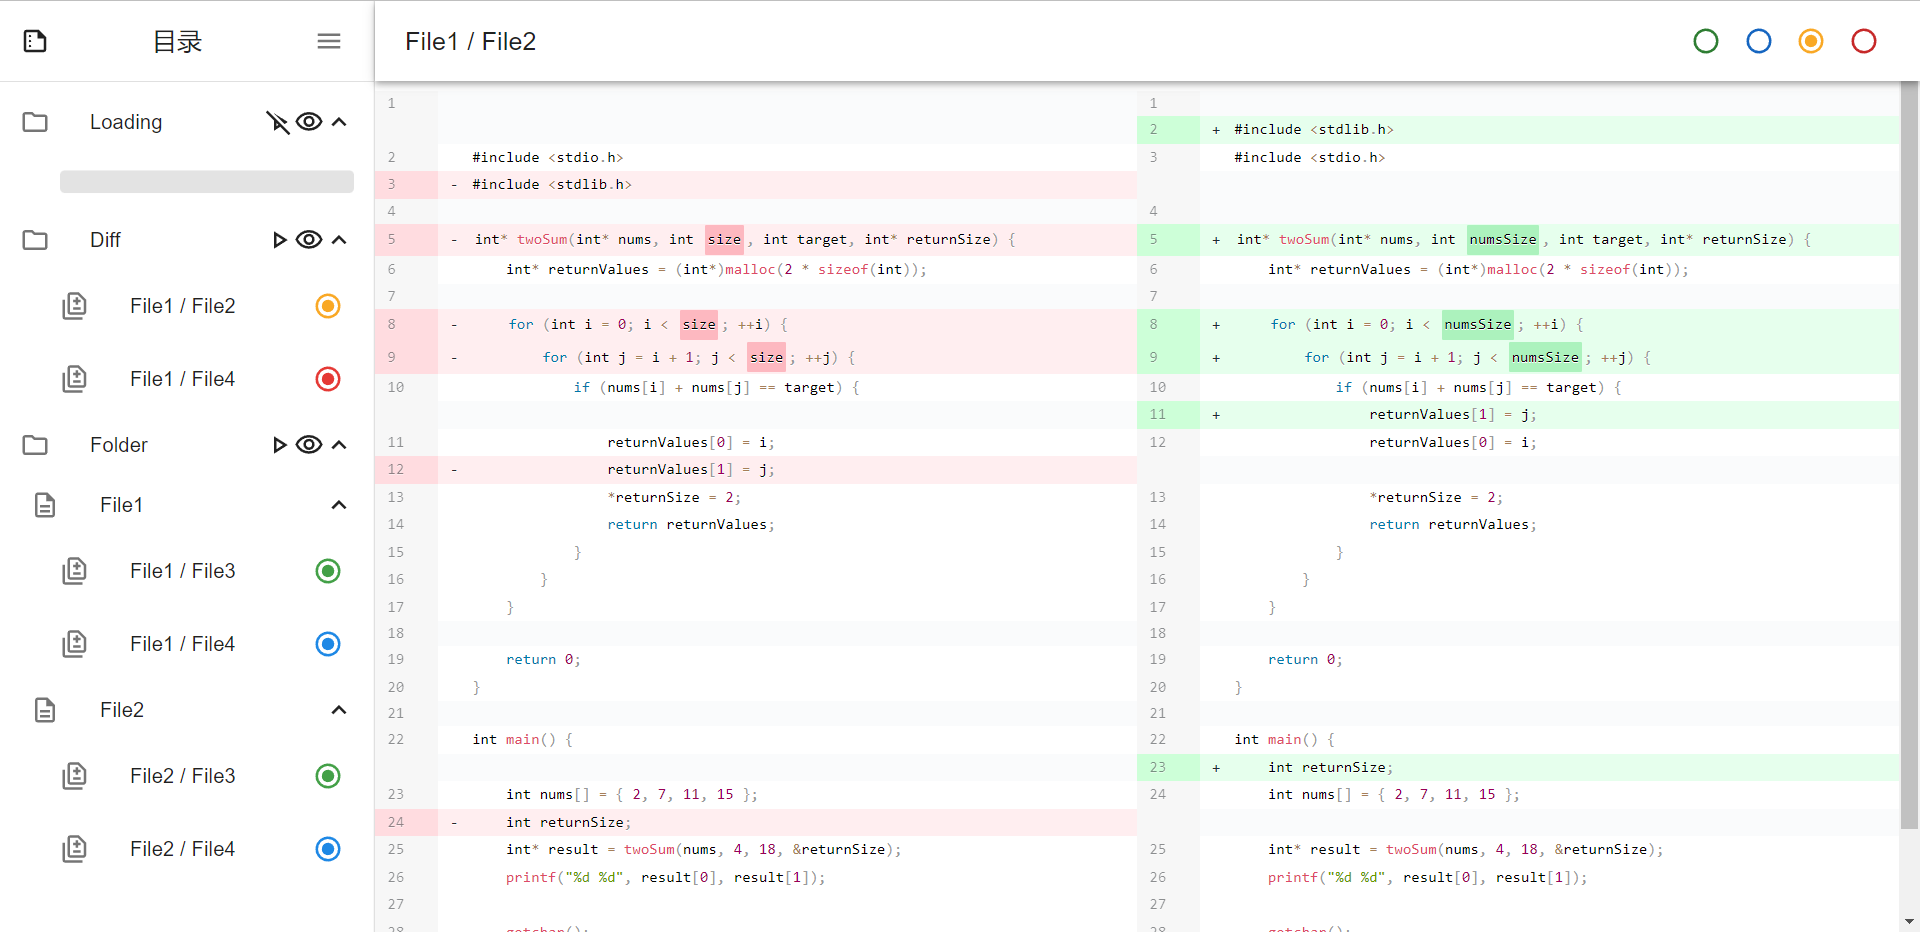 目录
File1 / File2
Loading
Diff
File1 / File2
File1 / File4
Folder
File1
File1 / File3
File1 / File4
File2
File2 / File3
File2 / File4
1
2 #include <stdio.h>
3 - #include <stdlib.h>
4
5 - int* twoSum(int* nums, int size, int target, int* returnSize) {
6 int* returnValues = (int*)malloc(2 * sizeof(int));
7
8 - for (int i = 0; i < size; ++i) {
9 - for (int j = i + 1; j < size; ++j) {
10 if (nums[i] + nums[j] == target) {
11 returnValues[0] = i;
12 - returnValues[1] = j;
13 *returnSize = 2;
14 return returnValues;
15 }
16 }
17 }
18
19 return 0;
20 }
21
22 int main() {
23 int nums[] = { 2, 7, 11, 15 };
24 - int returnSize;
25 int* result = twoSum(nums, 4, 18, &returnSize);
26 printf("%d %d", result[0], result[1]);
27
28 getchar();
1
2 + #include <stdlib.h>
3 #include <stdio.h>
4
5 + int* twoSum(int* nums, int numsSize, int target, int* returnSize) {
6 int* returnValues = (int*)malloc(2 * sizeof(int));
7
8 + for (int i = 0; i < numsSize; ++i) {
9 + for (int j = i + 1; j < numsSize; ++j) {
10 if (nums[i] + nums[j] == target) {
11 + returnValues[1] = j;
12 returnValues[0] = i;
13 *returnSize = 2;
14 return returnValues;
15 }
16 }
17 }
18
19 return 0;
20 }
21
22 int main() {
23 + int returnSize;
24 int nums[] = { 2, 7, 11, 15 };
25 int* result = twoSum(nums, 4, 18, &returnSize);
26 printf("%d %d", result[0], result[1]);
27
28 getchar();